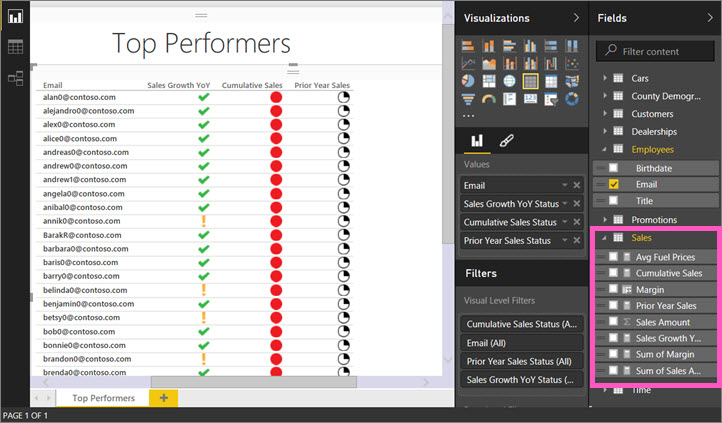 Top Performers
Email Sales Growth YoY Cumulative Sales Prior Year Sales
alan0@contoso.com
alejandro0@contoso.com
alex0@contoso.com
alice0@contoso.com
andreas0@contoso.com
andrew0@contoso.com
andrew1@contoso.com
angela0@contoso.com
anibal0@contoso.com
annik0@contoso.com
BarakR@contoso.com
barbara0@contoso.com
baris0@contoso.com
barry0@contoso.com
belinda0@contoso.com
benjamin0@contoso.com
betsy0@contoso.com
bob0@contoso.com
bonnie0@contoso.com
brandon0@contoso.com
brenda0@contoso.com
Top Performers
PAGE 1 OF 1
Visualizations
Values
Email
Sales Growth YoY Status
Cumulative Sales Status
Prior Year Sales Status
Filters
Visual Level Filters
Cumulative Sales Status (A...
Email (All)
Prior Year Sales Status (All)
Sales Growth YoY Status (...
Fields
Filter content
Cars
County Demogr...
Customers
Dealerships
Employees
Birthdate
Email
Title
Promotions
Sales
Avg Fuel Prices
Cumulative Sales
Margin
Prior Year Sales
Sales Amount
Sales Growth Y...
Sum of Margin
Sum of Sales A...
Time